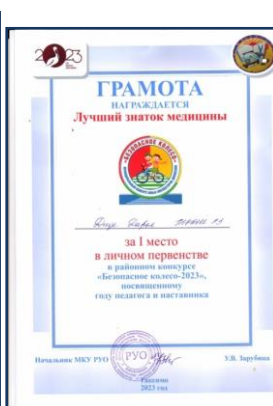 2023
ГРАМОТА
НАГРАЖДАЕТСЯ
Лучший знаток медицины
«БЕЗОПАСНОЕ КОЛЕСО»
за I место
в личном первенстве
в районном конкурсе
«Безопасное колесо-2023»,
посвященному
году педагога и наставника
Начальник МКУ РУО
РУО
У.В. Зарубина
Таксимо
2023 год